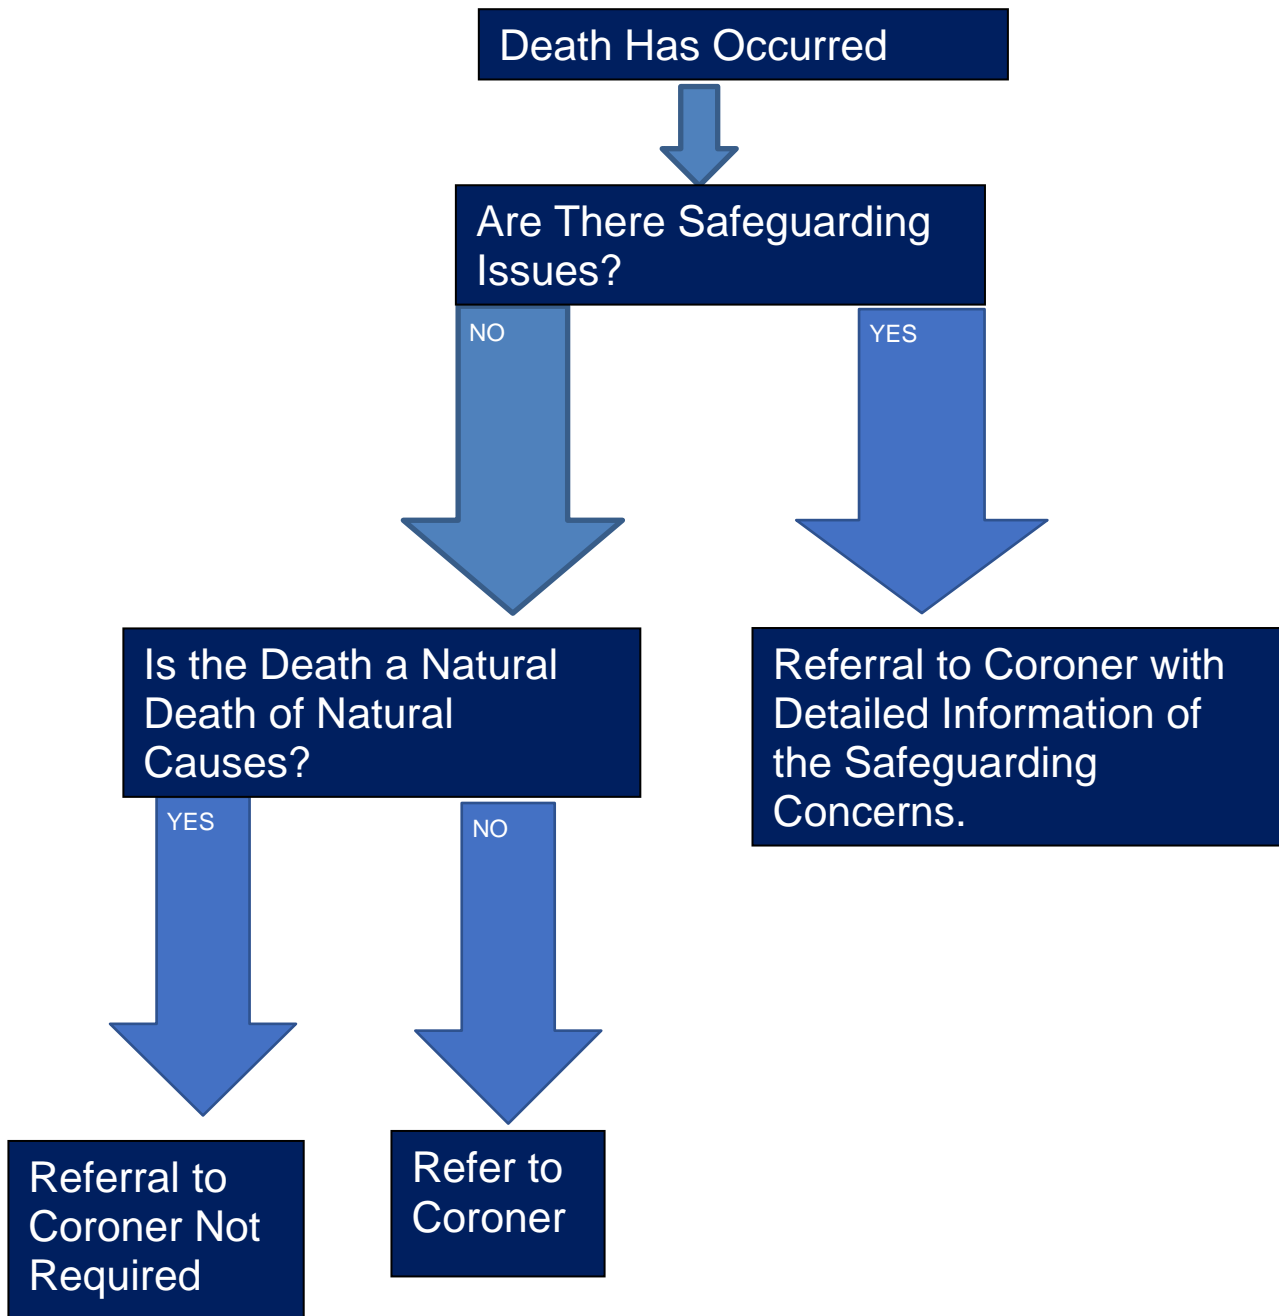 Death Has Occurred
Are There Safeguarding
Issues?
NO
YES
Is the Death a Natural
Death of Natural
Causes?
Referral to Coroner with
Detailed Information of
the Safeguarding
Concerns.
YES
NO
Referral to
Coroner Not
Required
Refer to
Coroner